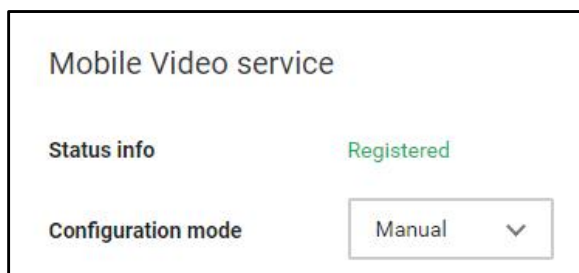 Mobile Video service
Status info Registered
Configuration mode Manual